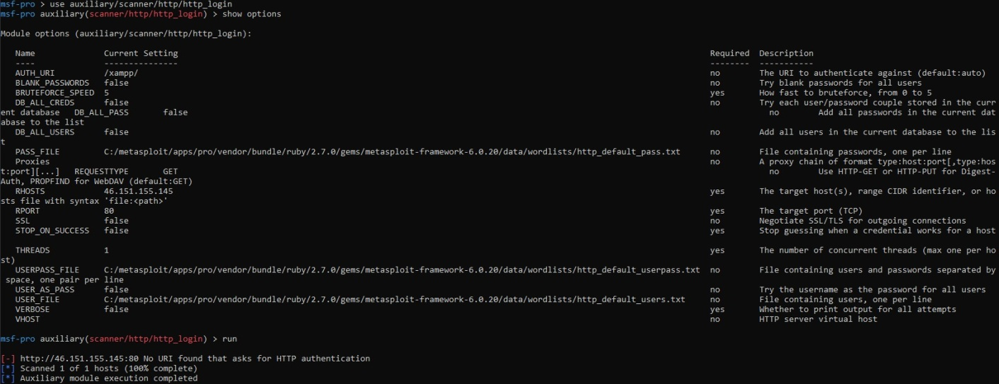 msf-pro > use auxiliary/scanner/http/http_login
msf-pro auxiliary(scanner/http/http_login) > show options
Module options (auxiliary/scanner/http/http_login):
Name Current Setting Required Description
---- --------------- -------- -----------
AUTH_URI /xampp/ no The URI to authenticate against (default:auto)
BLANK_PASSWORDS false no Try blank passwords for all users
BRUTEFORCE_SPEED 5 yes How fast to bruteforce, from 0 to 5
DB_ALL_CREDS false no Try each user/password couple stored in the curr
ent database DB_ALL_PASS false no Add all passwords in the current dat
abase to the list
DB_ALL_USERS false no Add all users in the current database to the lis
t
PASS_FILE C:/metasploit/apps/pro/vendor/bundle/ruby/2.7.0/gems/metasploit-framework-6.0.20/data/wordlists/http_default_pass.txt no File containing passwords, one per line
Proxies no A proxy chain of format type:host:port[,type:hos
t:port][...] REQUESTTYPE GET no Use HTTP-GET or HTTP-PUT for Digest-
Auth, PROPFIND for WebDAV (default:GET)
RHOSTS 46.151.155.145 yes The target host(s), range CIDR identifier, or ho
sts file with syntax 'file:<path>'
RPORT 80 yes The target port (TCP)
SSL false no Negotiate SSL/TLS for outgoing connections
STOP_ON_SUCCESS false yes Stop guessing when a credential works for a host
THREADS 1 yes The number of concurrent threads (max one per ho
st)
USERPASS_FILE C:/metasploit/apps/pro/vendor/bundle/ruby/2.7.0/gems/metasploit-framework-6.0.20/data/wordlists/http_default_userpass.txt no File containing users and passwords separated by
space, one pair per line
USER_AS_PASS false no Try the username as the password for all users
USER_FILE C:/metasploit/apps/pro/vendor/bundle/ruby/2.7.0/gems/metasploit-framework-6.0.20/data/wordlists/http_default_users.txt no File containing users, one per line
VERBOSE false yes Whether to print output for all attempts
VHOST no HTTP server virtual host
msf-pro auxiliary(scanner/http/http_login) > run
[-] http://46.151.155.145:80 No URI found that asks for HTTP authentication
[*] Scanned 1 of 1 hosts (100% complete)
[*] Auxiliary module execution completed